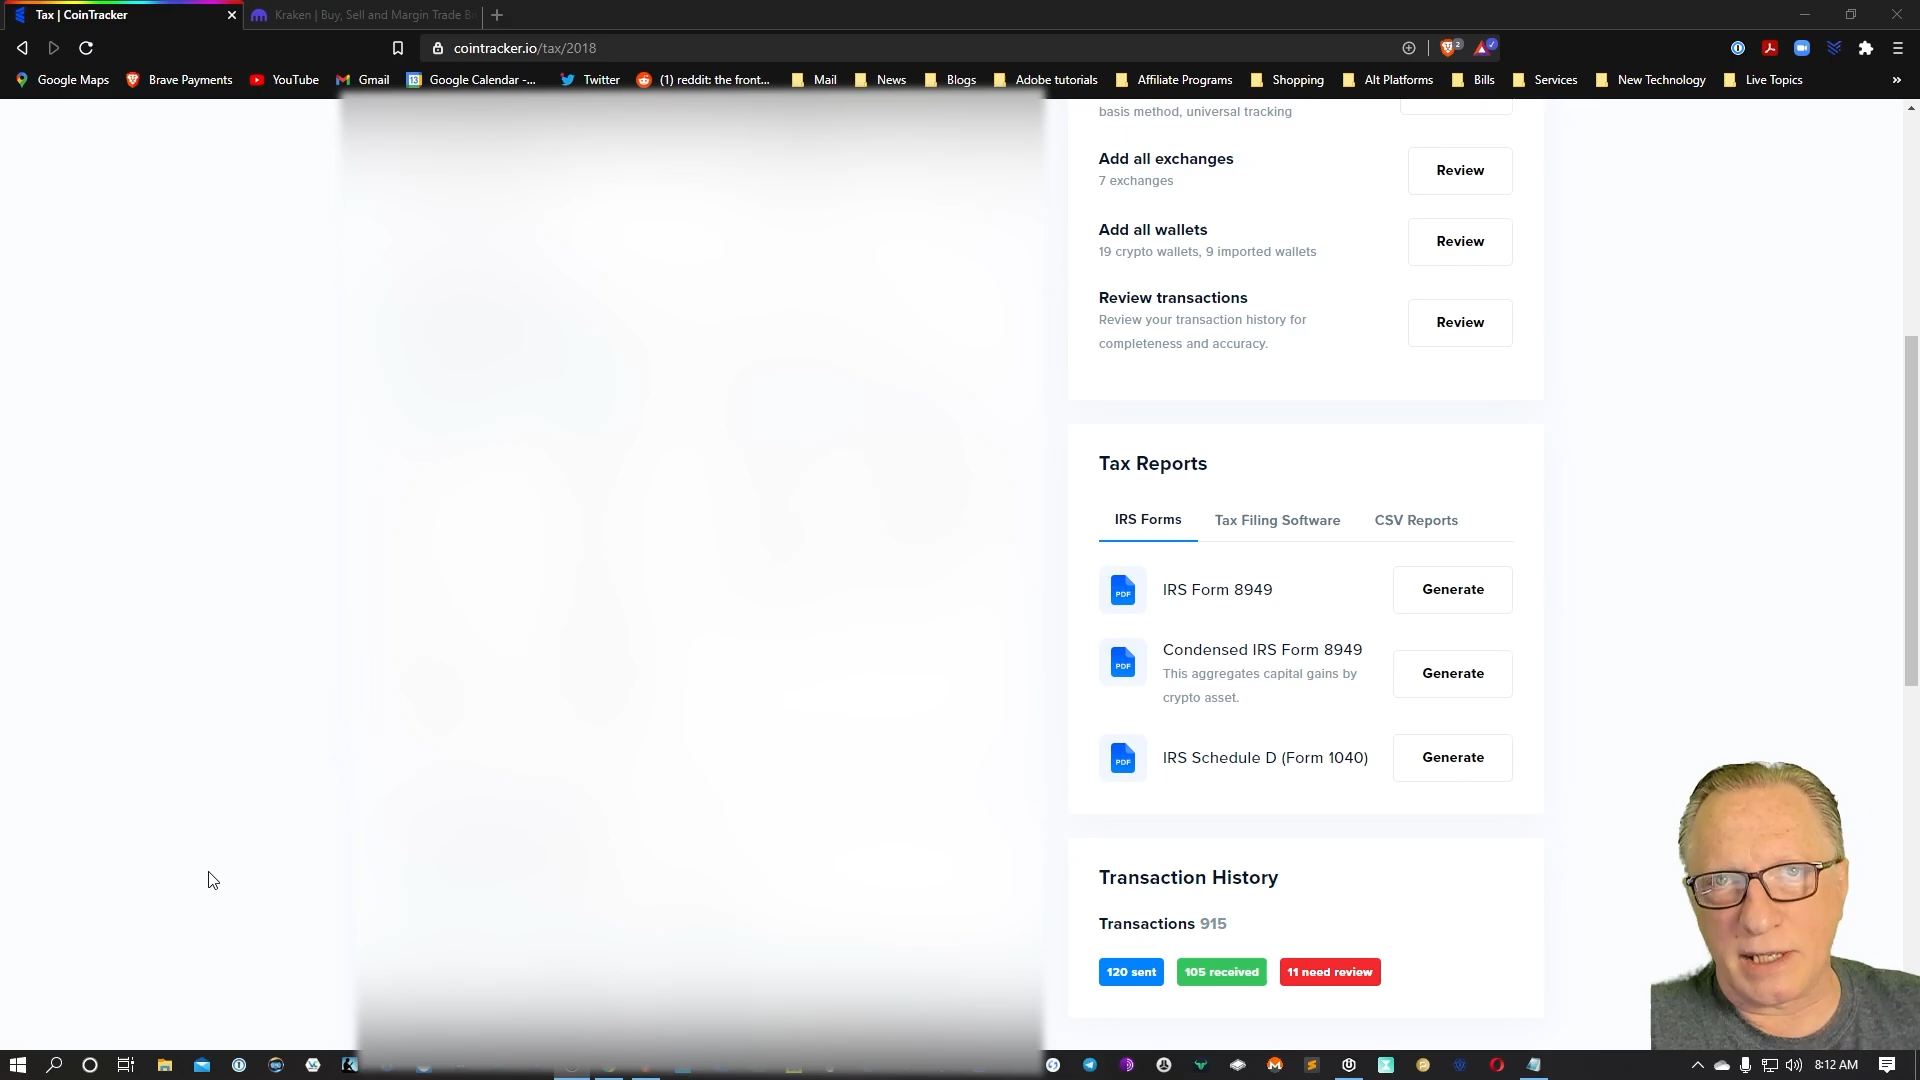 Tax | CoinTracker
Kraken | Buy, Sell and Margin Trade B
cointracker.io/tax/2018
2
Google Maps
Brave Payments
YouTube
Gmail
13
Google Calendar -...
Twitter
(1) reddit: the front...
Mail
News
Blogs
Adobe tutorials
Affiliate Programs
Shopping
Alt Platforms
Bills
Services
New Technology
Live Topics
»
basis method, universal tracking
Add all exchanges
7 exchanges
Review
Add all wallets
19 crypto wallets, 9 imported wallets
Review
Review transactions
Review your transaction history for
completeness and accuracy.
Review
Tax Reports
IRS Forms
Tax Filing Software
CSV Reports
PDF
IRS Form 8949
Generate
PDF
Condensed IRS Form 8949
This aggregates capital gains by
crypto asset.
Generate
PDF
IRS Schedule D (Form 1040)
Generate
Transaction History
Transactions 915
120 sent
105 received
11 need review
8:12 AM